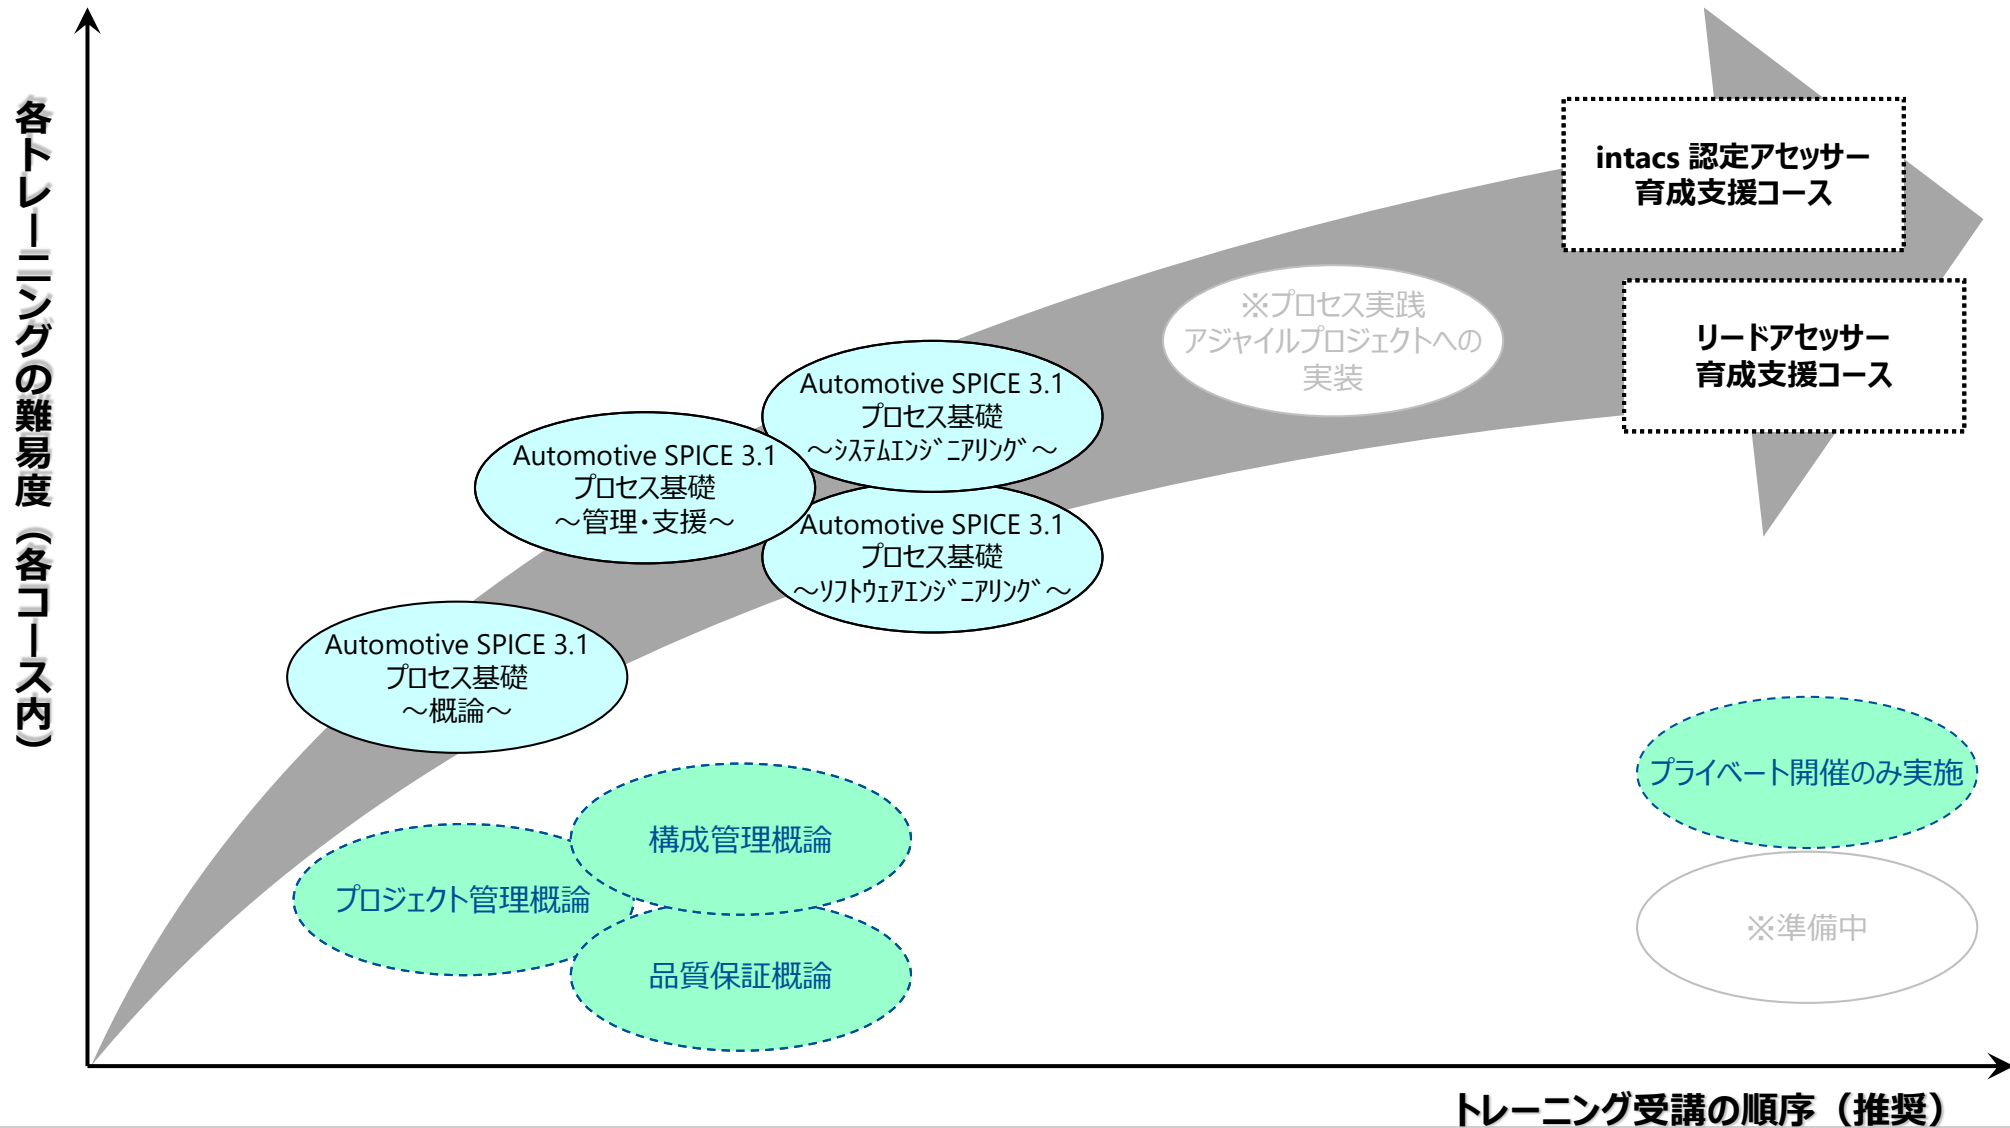 各トレーニングの難易度（各コース内）
intacs 認定アセッサー
育成支援コース
リードアセッサー
育成支援コース
※プロセス実践
アジャイルプロジェクトへの
実装
Automotive SPICE 3.1
プロセス基礎
～ｼｽﾃﾑｴﾝｼﾞﾆｱﾘﾝｸﾞ～
Automotive SPICE 3.1
プロセス基礎
～管理・支援～
Automotive SPICE 3.1
プロセス基礎
～ｿﾌﾄｳｪｱｴﾝｼﾞﾆｱﾘﾝｸﾞ～
Automotive SPICE 3.1
プロセス基礎
～概論～
構成管理概論
プロジェクト管理概論
品質保証概論
プライベート開催のみ実施
※準備中
トレーニング受講の順序（推奨）